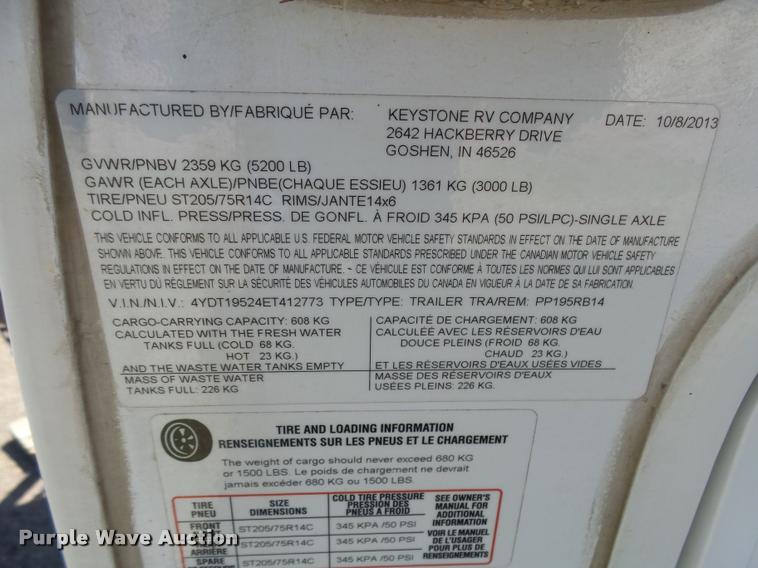 MANUFACTURED BY/FABRIQUÉ PAR: KEYSTONE RV COMPANY DATE: 10/8/2013
2642 HACKBERRY DRIVE
GOSHEN, IN 46526
GVWR/PNBV 2359 KG (5200 LB)
GAWR (EACH AXLE)/PNBE(CHAQUE ESSIEU) 1361 KG (3000 LB)
TIRE/PNEU ST205/75R14C RIMS/JANTE14x6
COLD INFL. PRESS/PRESS. DE GONFL. À FROID 345 KPA (50 PSI/LPC)-SINGLE AXLE
THIS VEHICLE CONFORMS TO ALL APPLICABLE U.S. FEDERAL MOTOR VEHICLE SAFETY STANDARDS IN EFFECT ON THE DATE OF MANUFACTURE
SHOWN ABOVE. THIS VEHICLE CONFORMS TO ALL APPLICABLE STANDARDS PRESCRIBED UNDER THE CANADIAN MOTOR VEHICLE SAFETY
REGULATIONS IN EFFECT ON THE DATE OF MANUFACTURE. ~ CE VÉHICULE EST CONFORME À TOUTES LES NORMES QUI LUI SONT APPLICABLES
EN VERTU DU RÈGLEMENT SUR LA SÉCURITÉ DES VÉHICULES AUTOMOBILES DU CANADA EN VIGUEUR À LA DATE DE SA FABRICATION.
V.I.N./N.I.V.: 4YDT19524ET412773 TYPE/TYPE: TRAILER TRA/REM: PP195RB14
CARGO-CARRYING CAPACITY: 608 KG
CALCULATED WITH THE FRESH WATER
TANKS FULL: (COLD 68 KG.
HOT 23 KG.)
AND THE WASTE WATER TANKS EMPTY
MASS OF WASTE WATER
TANKS FULL: 226 KG
CAPACITÉ DE CHARGEMENT: 608 KG
CALCULÉE AVEC LES RÉSERVOIRS D'EAU
DOUCE PLEINS (FROID 68 KG.
CHAUD 23 KG.)
ET LES RÉSERVOIRS D'EAUX USÉES VIDES
MASSE DES RÉSERVOIRS D'EAUX
USÉES PLEINS: 226 KG.
TIRE AND LOADING INFORMATION
RENSEIGNEMENTS SUR LES PNEUS ET LE CHARGEMENT
The weight of cargo should never exceed 680 KG
or 1500 LBS. Le poids de chargement ne devrait
jamais excéder 680 KG ou 1500 LBS.
TIRE
PNEU
SIZE
DIMENSIONS
COLD TIRE PRESSURE
PRESSION DES
PNEUS A FROID
FRONT
ST205/75R14C
345 KPA /50 PSI
ARRIÈRE
ST205/75R14C
345 KPA /50 PSI
SPARE
ST205/75R14C
345 KPA /50 PSI
SEE OWNER'S
MANUAL FOR
ADDITIONAL
INFORMATION
VOIR LE MANUEL
DE L'USAGER
POUR PLUS DE
RENSEIGNEMENTS
Purple Wave Auction